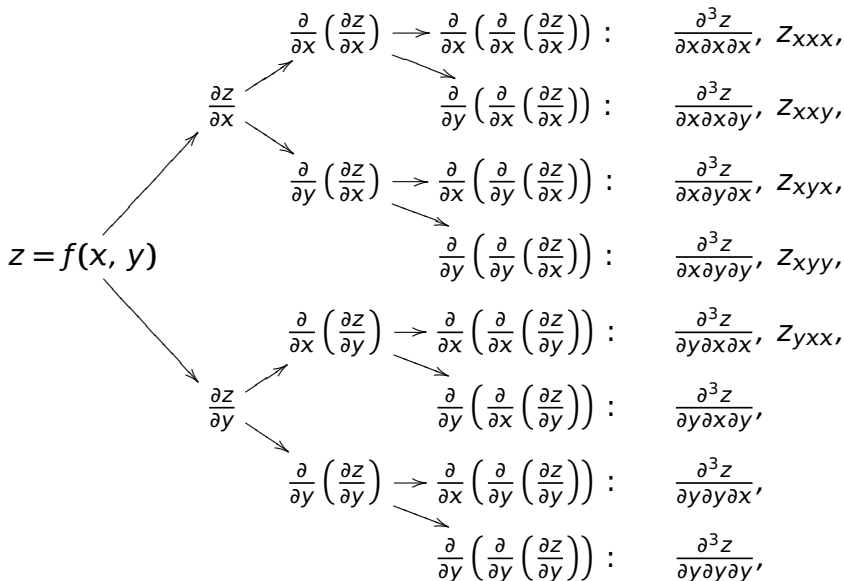 ∂/∂x (∂z/∂x) → ∂/∂x (∂/∂x (∂z/∂x)) : ∂³z/∂x∂x∂x, z_xxx,
∂z/∂x ∂/∂y (∂/∂x (∂z/∂x)) : ∂³z/∂x∂x∂y, z_xxy,
∂/∂y (∂z/∂x) → ∂/∂x (∂/∂y (∂z/∂x)) : ∂³z/∂x∂y∂x, z_xyx,
z = f(x, y) ∂/∂y (∂/∂y (∂z/∂x)) : ∂³z/∂x∂y∂y, z_xyy,
∂/∂x (∂z/∂y) → ∂/∂x (∂/∂x (∂z/∂y)) : ∂³z/∂y∂x∂x, z_yxx,
∂z/∂y ∂/∂y (∂/∂x (∂z/∂y)) : ∂³z/∂y∂x∂y,
∂/∂y (∂z/∂y) → ∂/∂x (∂/∂y (∂z/∂y)) : ∂³z/∂y∂y∂x,
∂/∂y (∂/∂y (∂z/∂y)) : ∂³z/∂y∂y∂y,